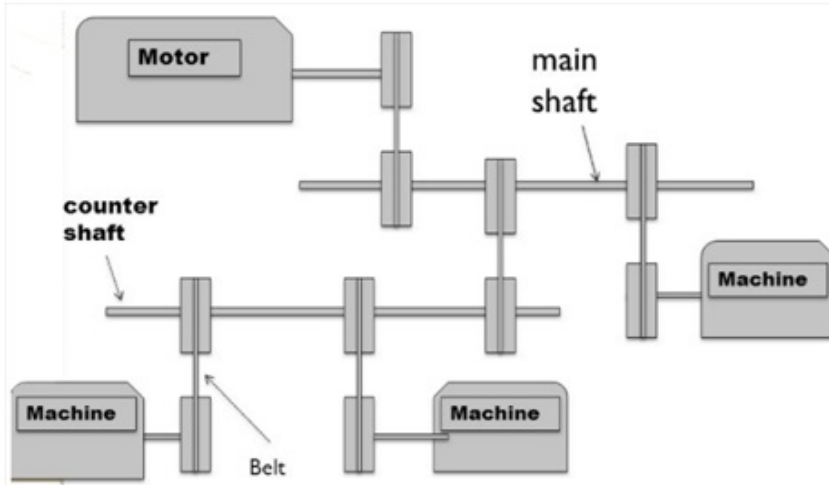 Motor
main
shaft
counter
shaft
Machine
Machine
Machine
Belt